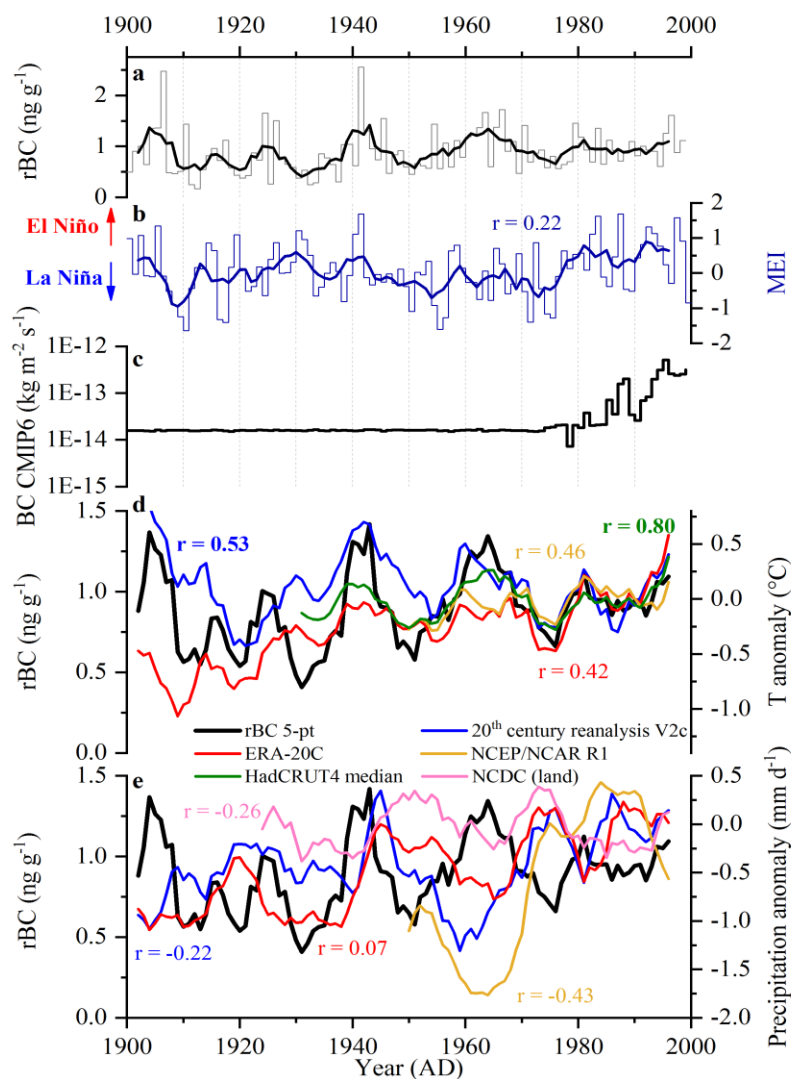 1900 1920 1940 1960 1980 2000
a
rBC (ng g⁻¹)
2
1
0
b
El Niño
La Niña
r = 0.22
MEI
2
1
0
-1
-2
c
BC CMIP6 (kg m⁻² s⁻¹)
1E-12
1E-13
1E-14
1E-15
d
rBC (ng g⁻¹)
1.5
1.0
0.5
0.0
r = 0.53
r = 0.46
r = 0.80
r = 0.42
T anomaly (°C)
0.5
0.0
-0.5
-1.0
rBC 5-pt
20th century reanalysis V2c
ERA-20C
NCEP/NCAR R1
HadCRUT4 median
NCDC (land)
e
rBC (ng g⁻¹)
1.5
1.0
0.5
0.0
r = -0.26
r = -0.22
r = 0.07
r = -0.43
Precipitation anomaly (mm d⁻¹)
0.5
0.0
-0.5
-1.0
-1.5
-2.0
1900 1920 1940 1960 1980 2000
Year (AD)